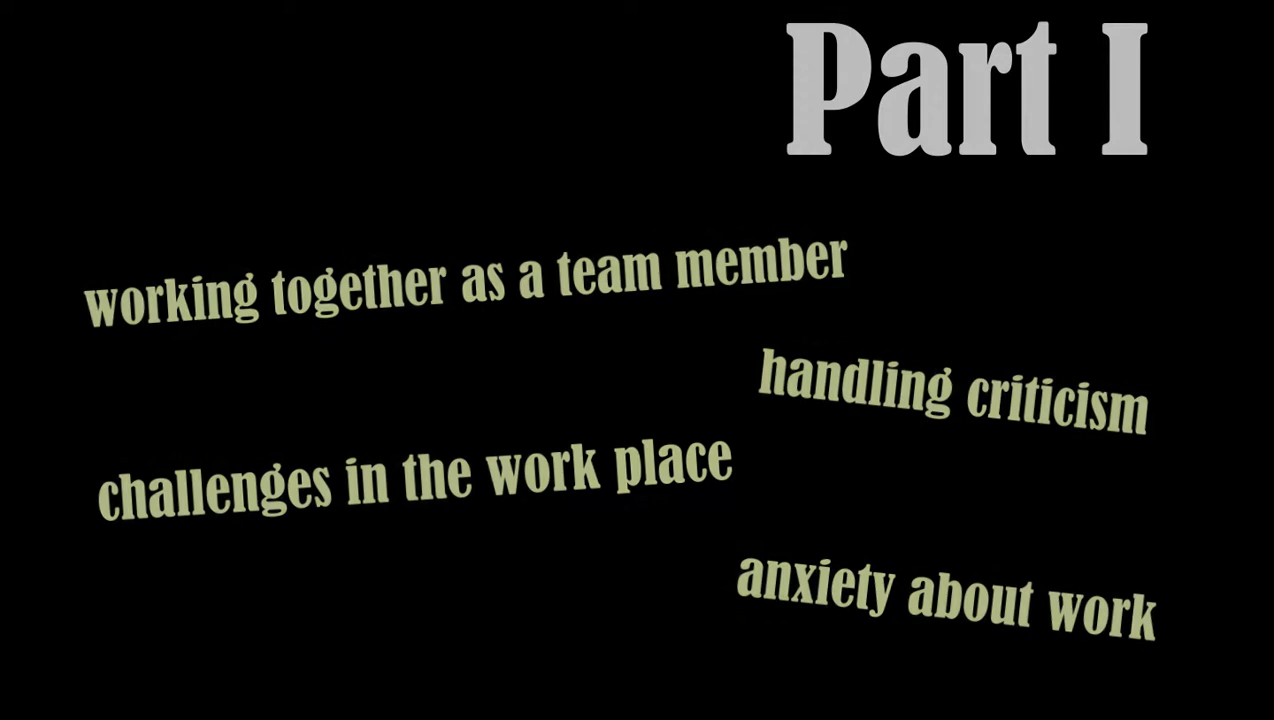 Part I
working together as a team member
handling criticism
challenges in the work place
anxiety about work